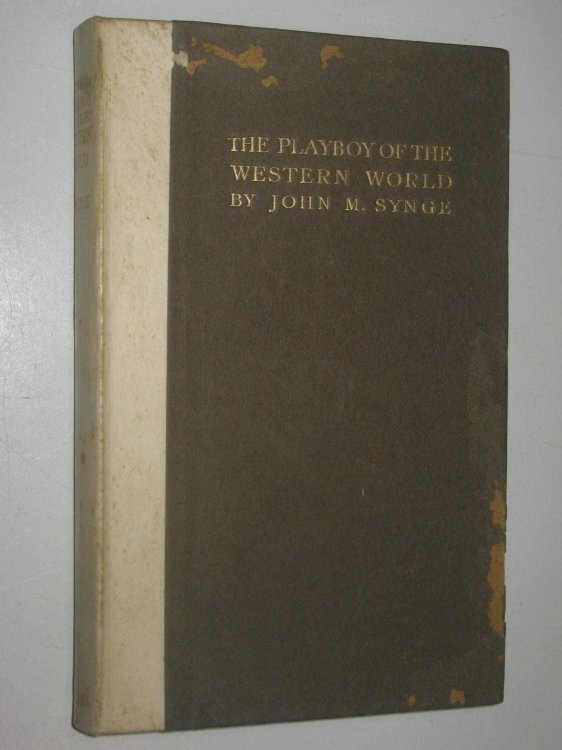 THE PLAYBOY OF THE
WESTERN WORLD
BY JOHN M. SYNGE